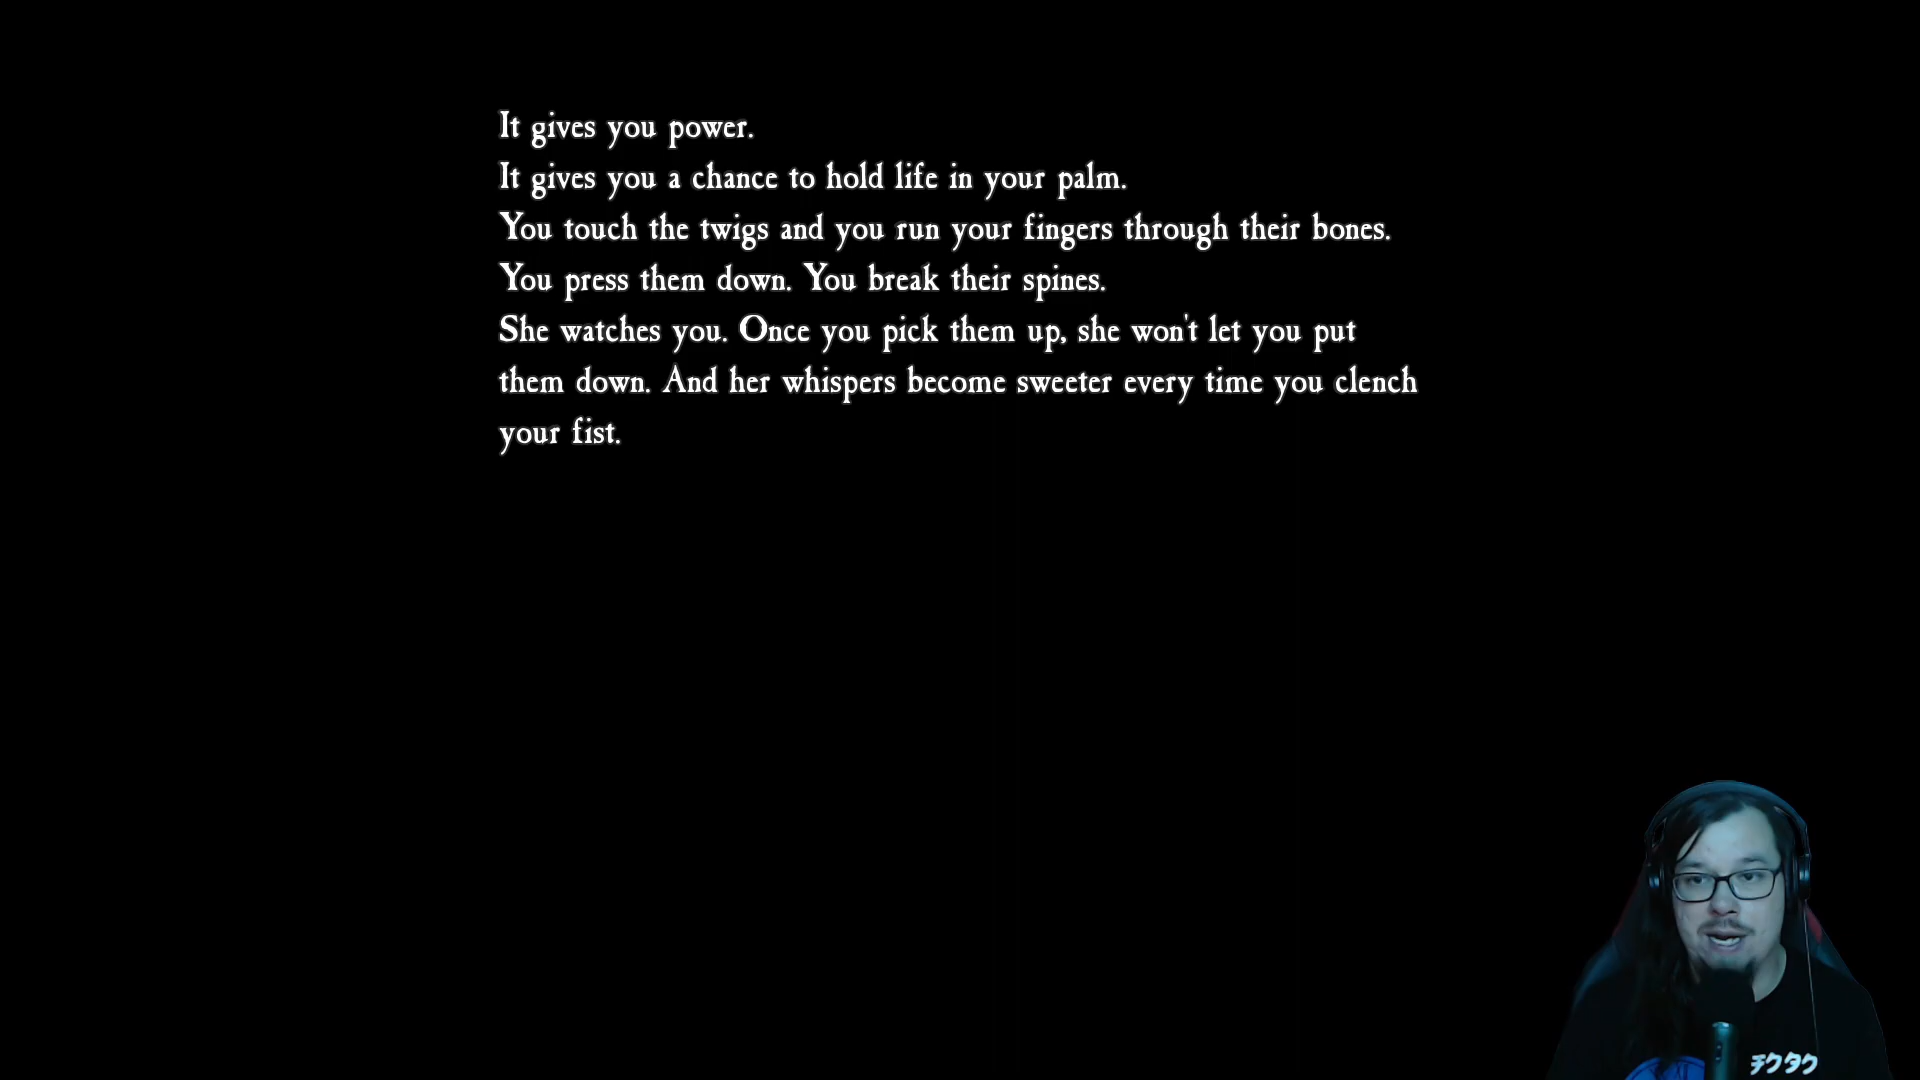 It gives you power.
It gives you a chance to hold life in your palm.
You touch the twigs and you run your fingers through their bones.
You press them down. You break their spines.
She watches you. Once you pick them up, she won't let you put
them down. And her whispers become sweeter every time you clench
your fist.
チクタク